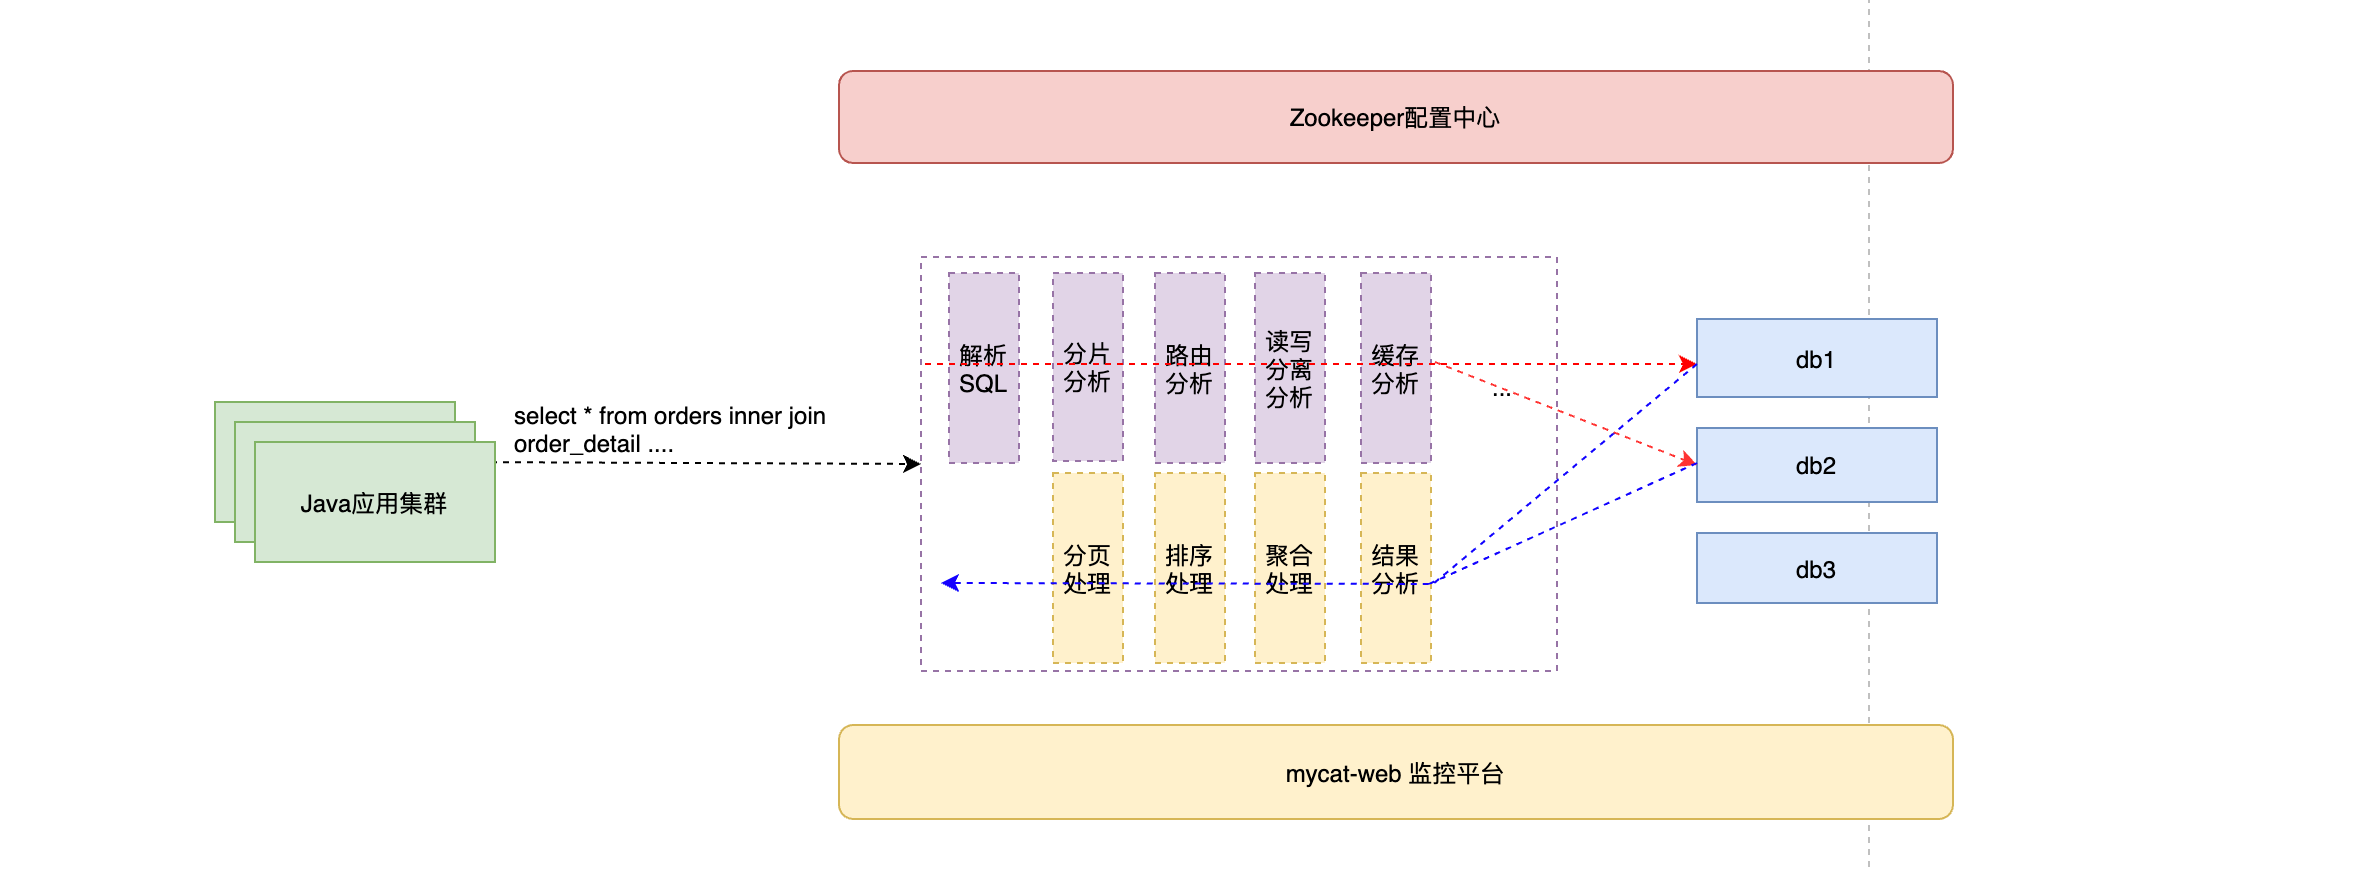 Zookeeper配置中心
select * from orders inner join
order_detail ....
Java应用集群
解析
SQL
分片
分析
路由
分析
读写
分离
分析
缓存
分析
...
分页
处理
排序
处理
聚合
处理
结果
分析
db1
db2
db3
mycat-web 监控平台